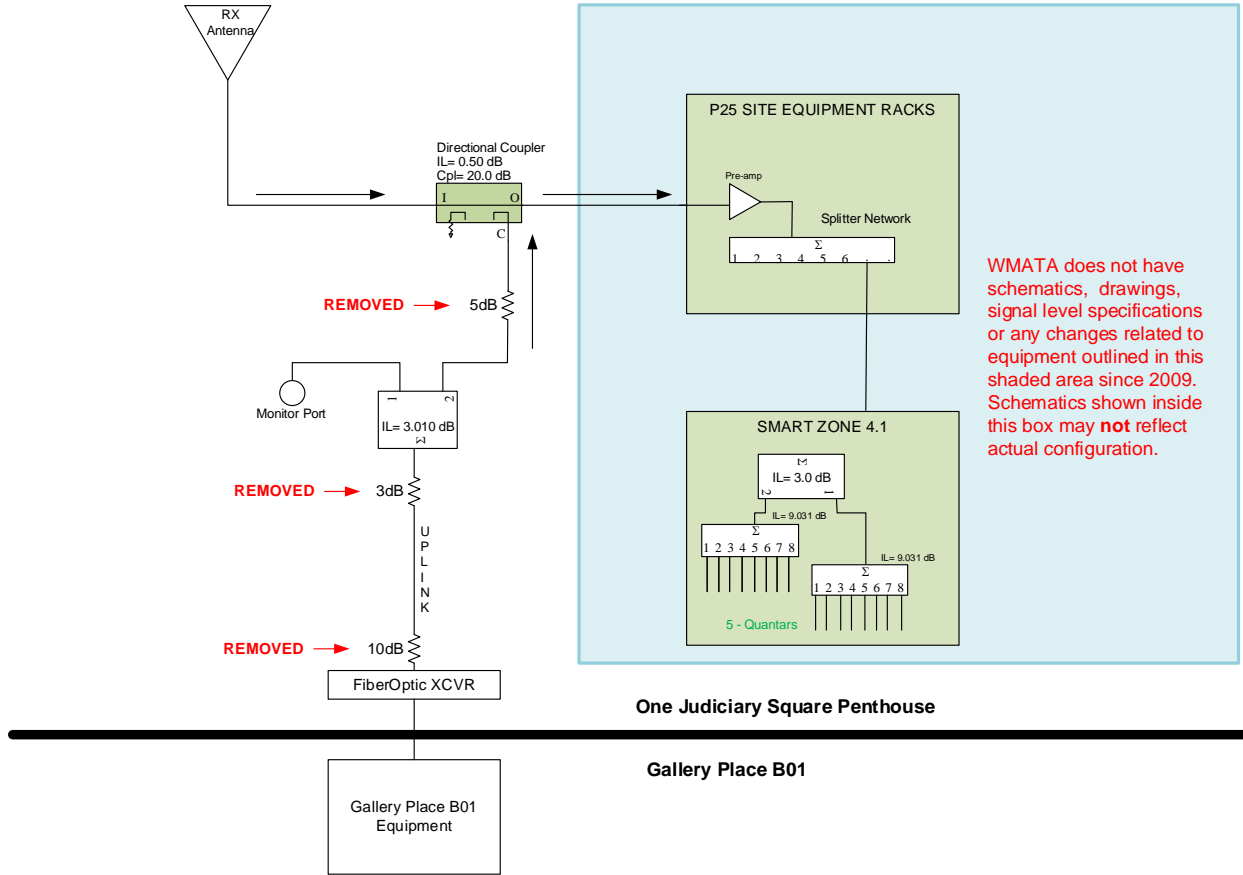 RX
Antenna
P25 SITE EQUIPMENT RACKS
Directional Coupler
IL= 0.50 dB
Cpl= 20.0 dB
I
O
C
Pre-amp
Splitter Network
Σ
1 2 3 4 5 6 . .
WMATA does not have
schematics, drawings,
signal level specifications
or any changes related to
equipment outlined in this
shaded area since 2009.
Schematics shown inside
this box may not reflect
actual configuration.
REMOVED
5dB
Monitor Port
1
2
IL= 3.010 dB
Σ
SMART ZONE 4.1
Σ
IL= 3.0 dB
2
1
IL= 9.031 dB
Σ
1 2 3 4 5 6 7 8
IL= 9.031 dB
Σ
1 2 3 4 5 6 7 8
5 - Quantars
REMOVED
3dB
UPLINK
REMOVED
10dB
FiberOptic XCVR
One Judiciary Square Penthouse
Gallery Place B01
Gallery Place B01
Equipment